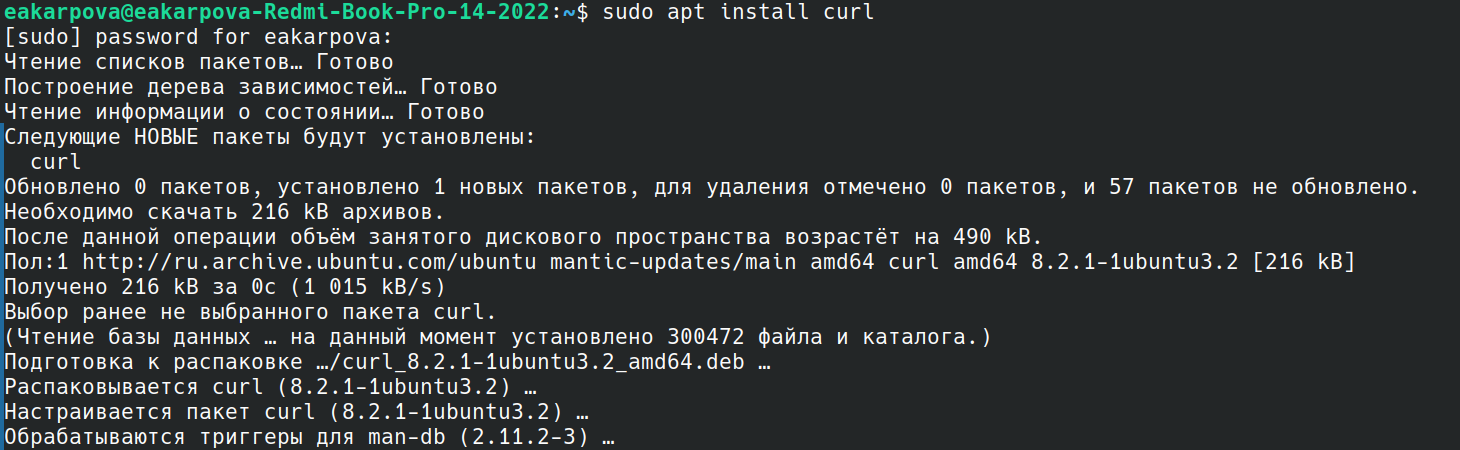 eakarpova@eakarpova-Redmi-Book-Pro-14-2022:~$ sudo apt install curl
[sudo] password for eakarpova:
Чтение списков пакетов… Готово
Построение дерева зависимостей… Готово
Чтение информации о состоянии… Готово
Следующие НОВЫЕ пакеты будут установлены:
  curl
Обновлено 0 пакетов, установлено 1 новых пакетов, для удаления отмечено 0 пакетов, и 57 пакетов не обновлено.
Необходимо скачать 216 kB архивов.
После данной операции объём занятого дискового пространства возрастёт на 490 kB.
Пол:1 http://ru.archive.ubuntu.com/ubuntu mantic-updates/main amd64 curl amd64 8.2.1-1ubuntu3.2 [216 kB]
Получено 216 kB за 0с (1 015 kB/s)
Выбор ранее не выбранного пакета curl.
(Чтение базы данных … на данный момент установлено 300472 файла и каталога.)
Подготовка к распаковке …/curl_8.2.1-1ubuntu3.2_amd64.deb …
Распаковывается curl (8.2.1-1ubuntu3.2) …
Настраивается пакет curl (8.2.1-1ubuntu3.2) …
Обрабатываются триггеры для man-db (2.11.2-3) …